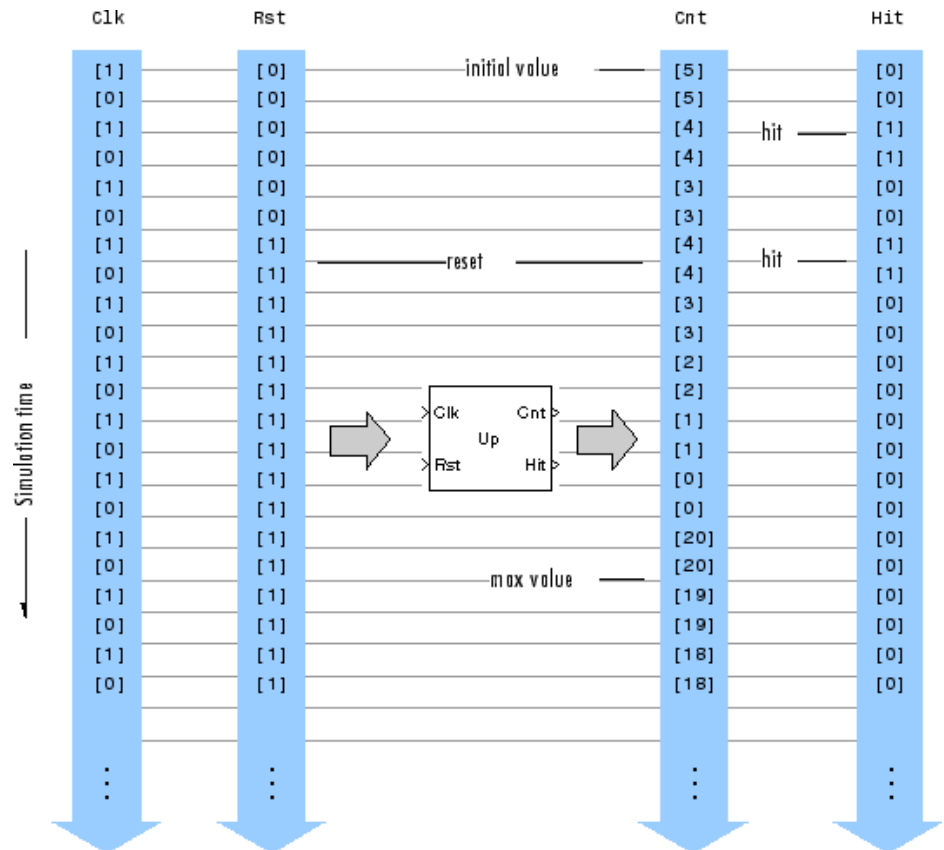 Clk Rst Cnt Hit
[1] [0] initial value [5] [0]
[0] [0] [5] [0]
[1] [0] [4] hit [1]
[0] [0] [4] [1]
[1] [0] [3] [0]
[0] [0] [3] [0]
[1] [1] [4] [1]
[0] [1] reset [4] hit [1]
[1] [1] [3] [0]
[0] [1] [3] [0]
[1] [1] [2] [0]
[0] [1] [2] [0]
[1] [1] [1] [0]
[0] [1] [1] [0]
[1] [1] [0] [0]
[0] [1] [0] [0]
[1] [1] [20] [0]
[0] [1] max value [20] [0]
[1] [1] [19] [0]
[0] [1] [19] [0]
[1] [1] [18] [0]
[0] [1] [18] [0]
Simulation time
Clk Cnt
Up
Rst Hit